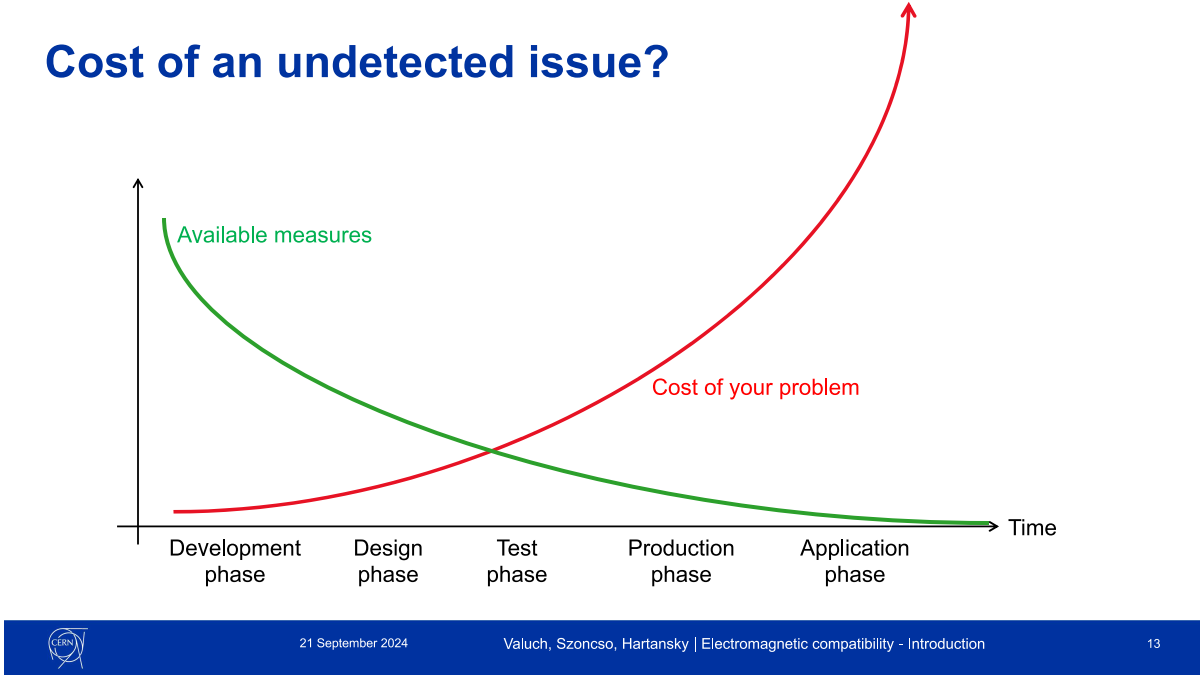 Cost of an undetected issue?
Available measures
Cost of your problem
Time
Development
phase
Design
phase
Test
phase
Production
phase
Application
phase
CERN
21 September 2024
Valuch, Szoncso, Hartansky | Electromagnetic compatibility - Introduction
13